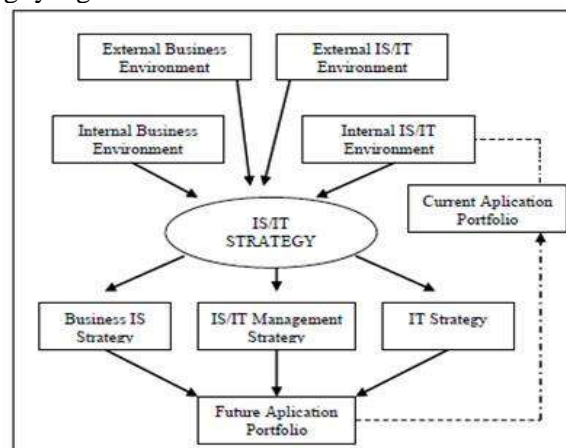 External Business
Environment
External IS/IT
Environment
Internal Business
Environment
Internal IS/IT
Environment
Current Aplication
Portfolio
IS/IT
STRATEGY
Business IS
Strategy
IS/IT Management
Strategy
IT Strategy
Future Aplication
Portfolio